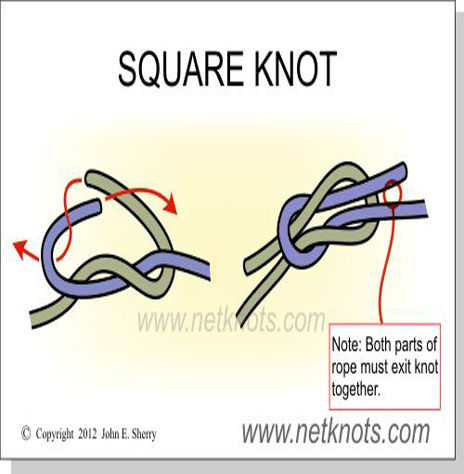 SQUARE KNOT
www.netknots.com
Note: Both parts of
rope must exit knot
together.
© Copyright 2012 John E. Sherry
www.netknots.com